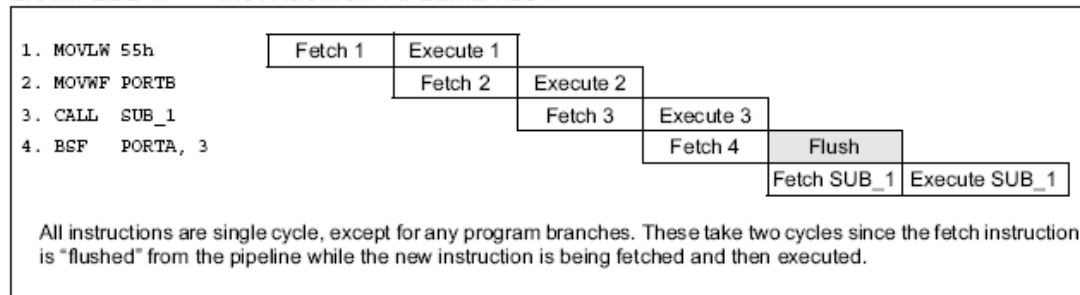 1. MOVLW 55h Fetch 1 Execute 1
2. MOVWF PORTB Fetch 2 Execute 2
3. CALL SUB_1 Fetch 3 Execute 3
4. BSF PORTA, 3 Fetch 4 Flush
Fetch SUB_1 Execute SUB_1
All instructions are single cycle, except for any program branches. These take two cycles since the fetch instruction
is “flushed” from the pipeline while the new instruction is being fetched and then executed.